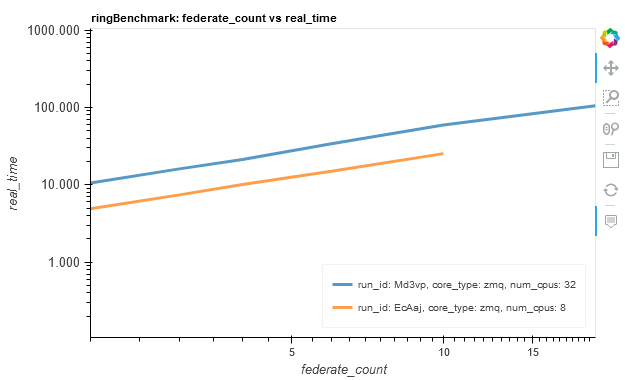 ringBenchmark: federate_count vs real_time
1000.000
100.000
10.000
1.000
real_time
run_id: Md3vp, core_type: zmq, num_cpus: 32
run_id: EcAaj, core_type: zmq, num_cpus: 8
5
10
15
federate_count